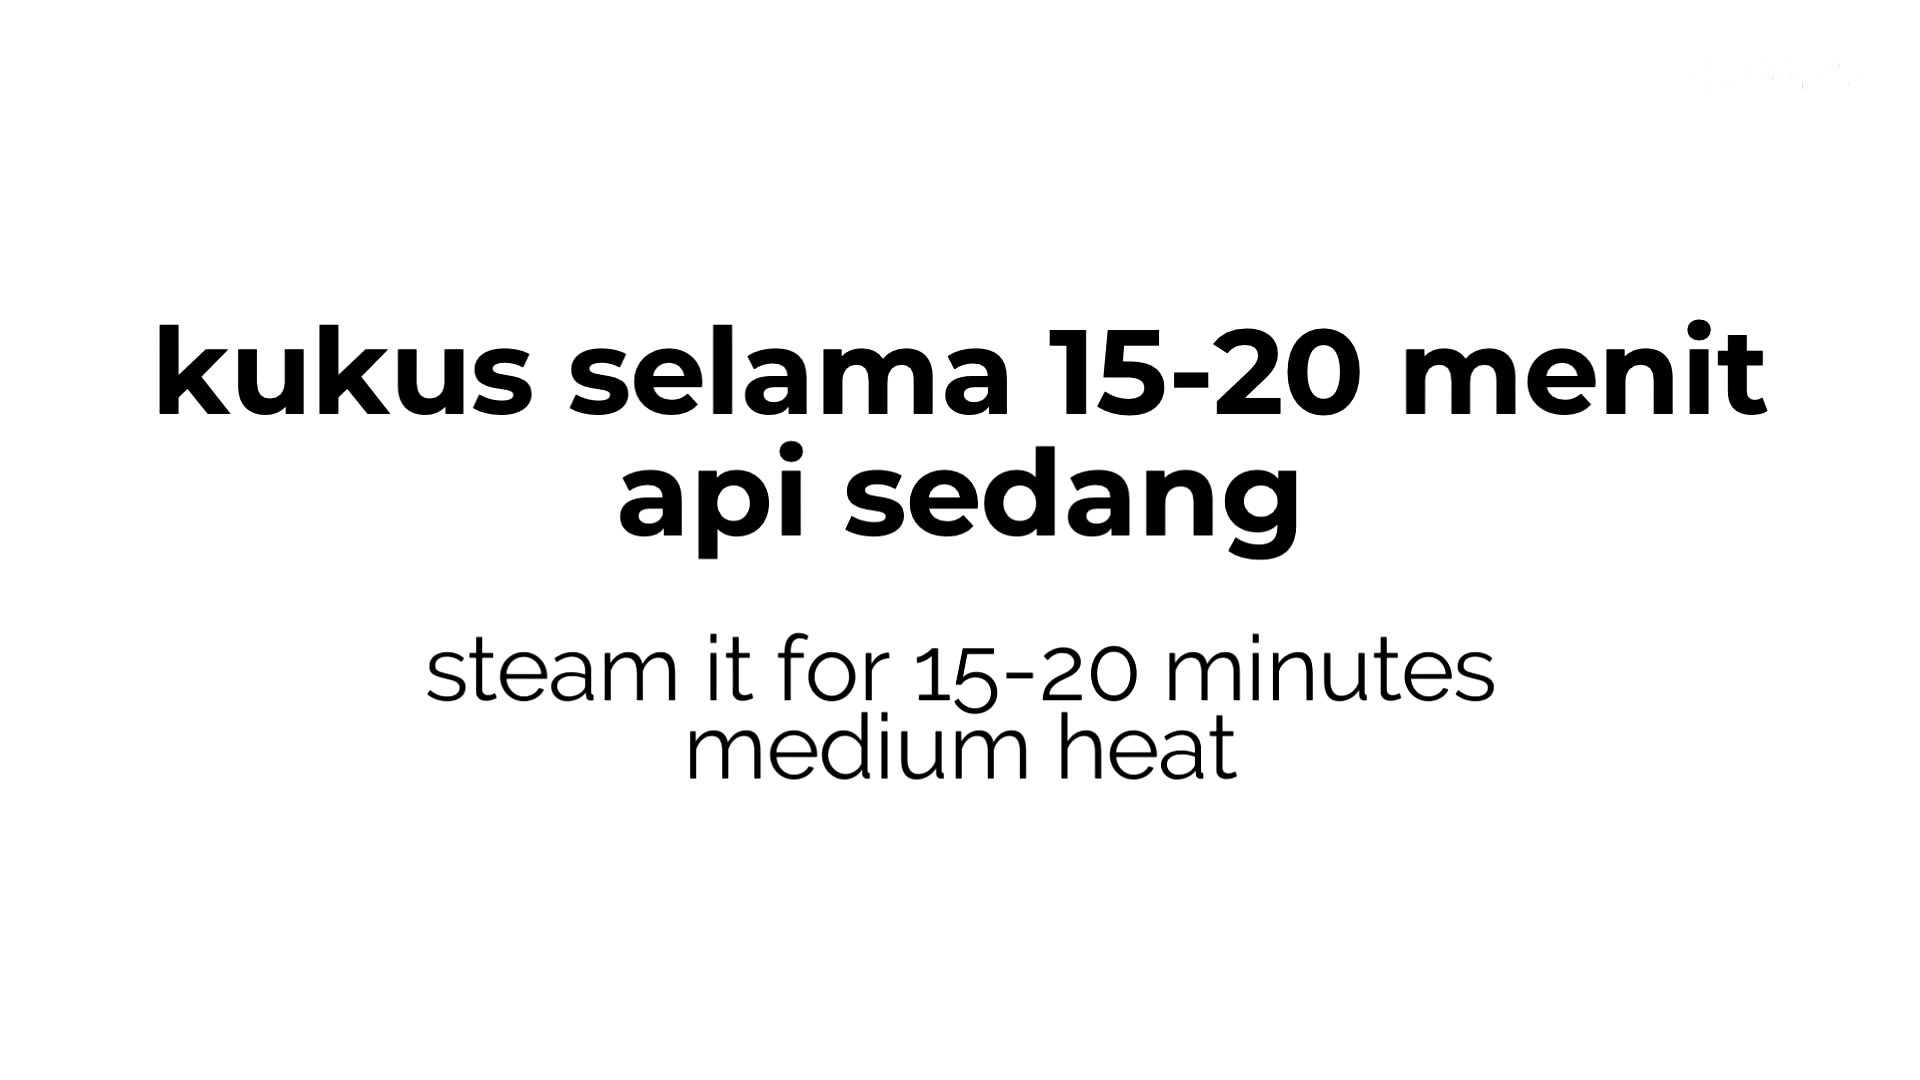 kukus selama 15-20 menit
api sedang
steam it for 15-20 minutes
medium heat